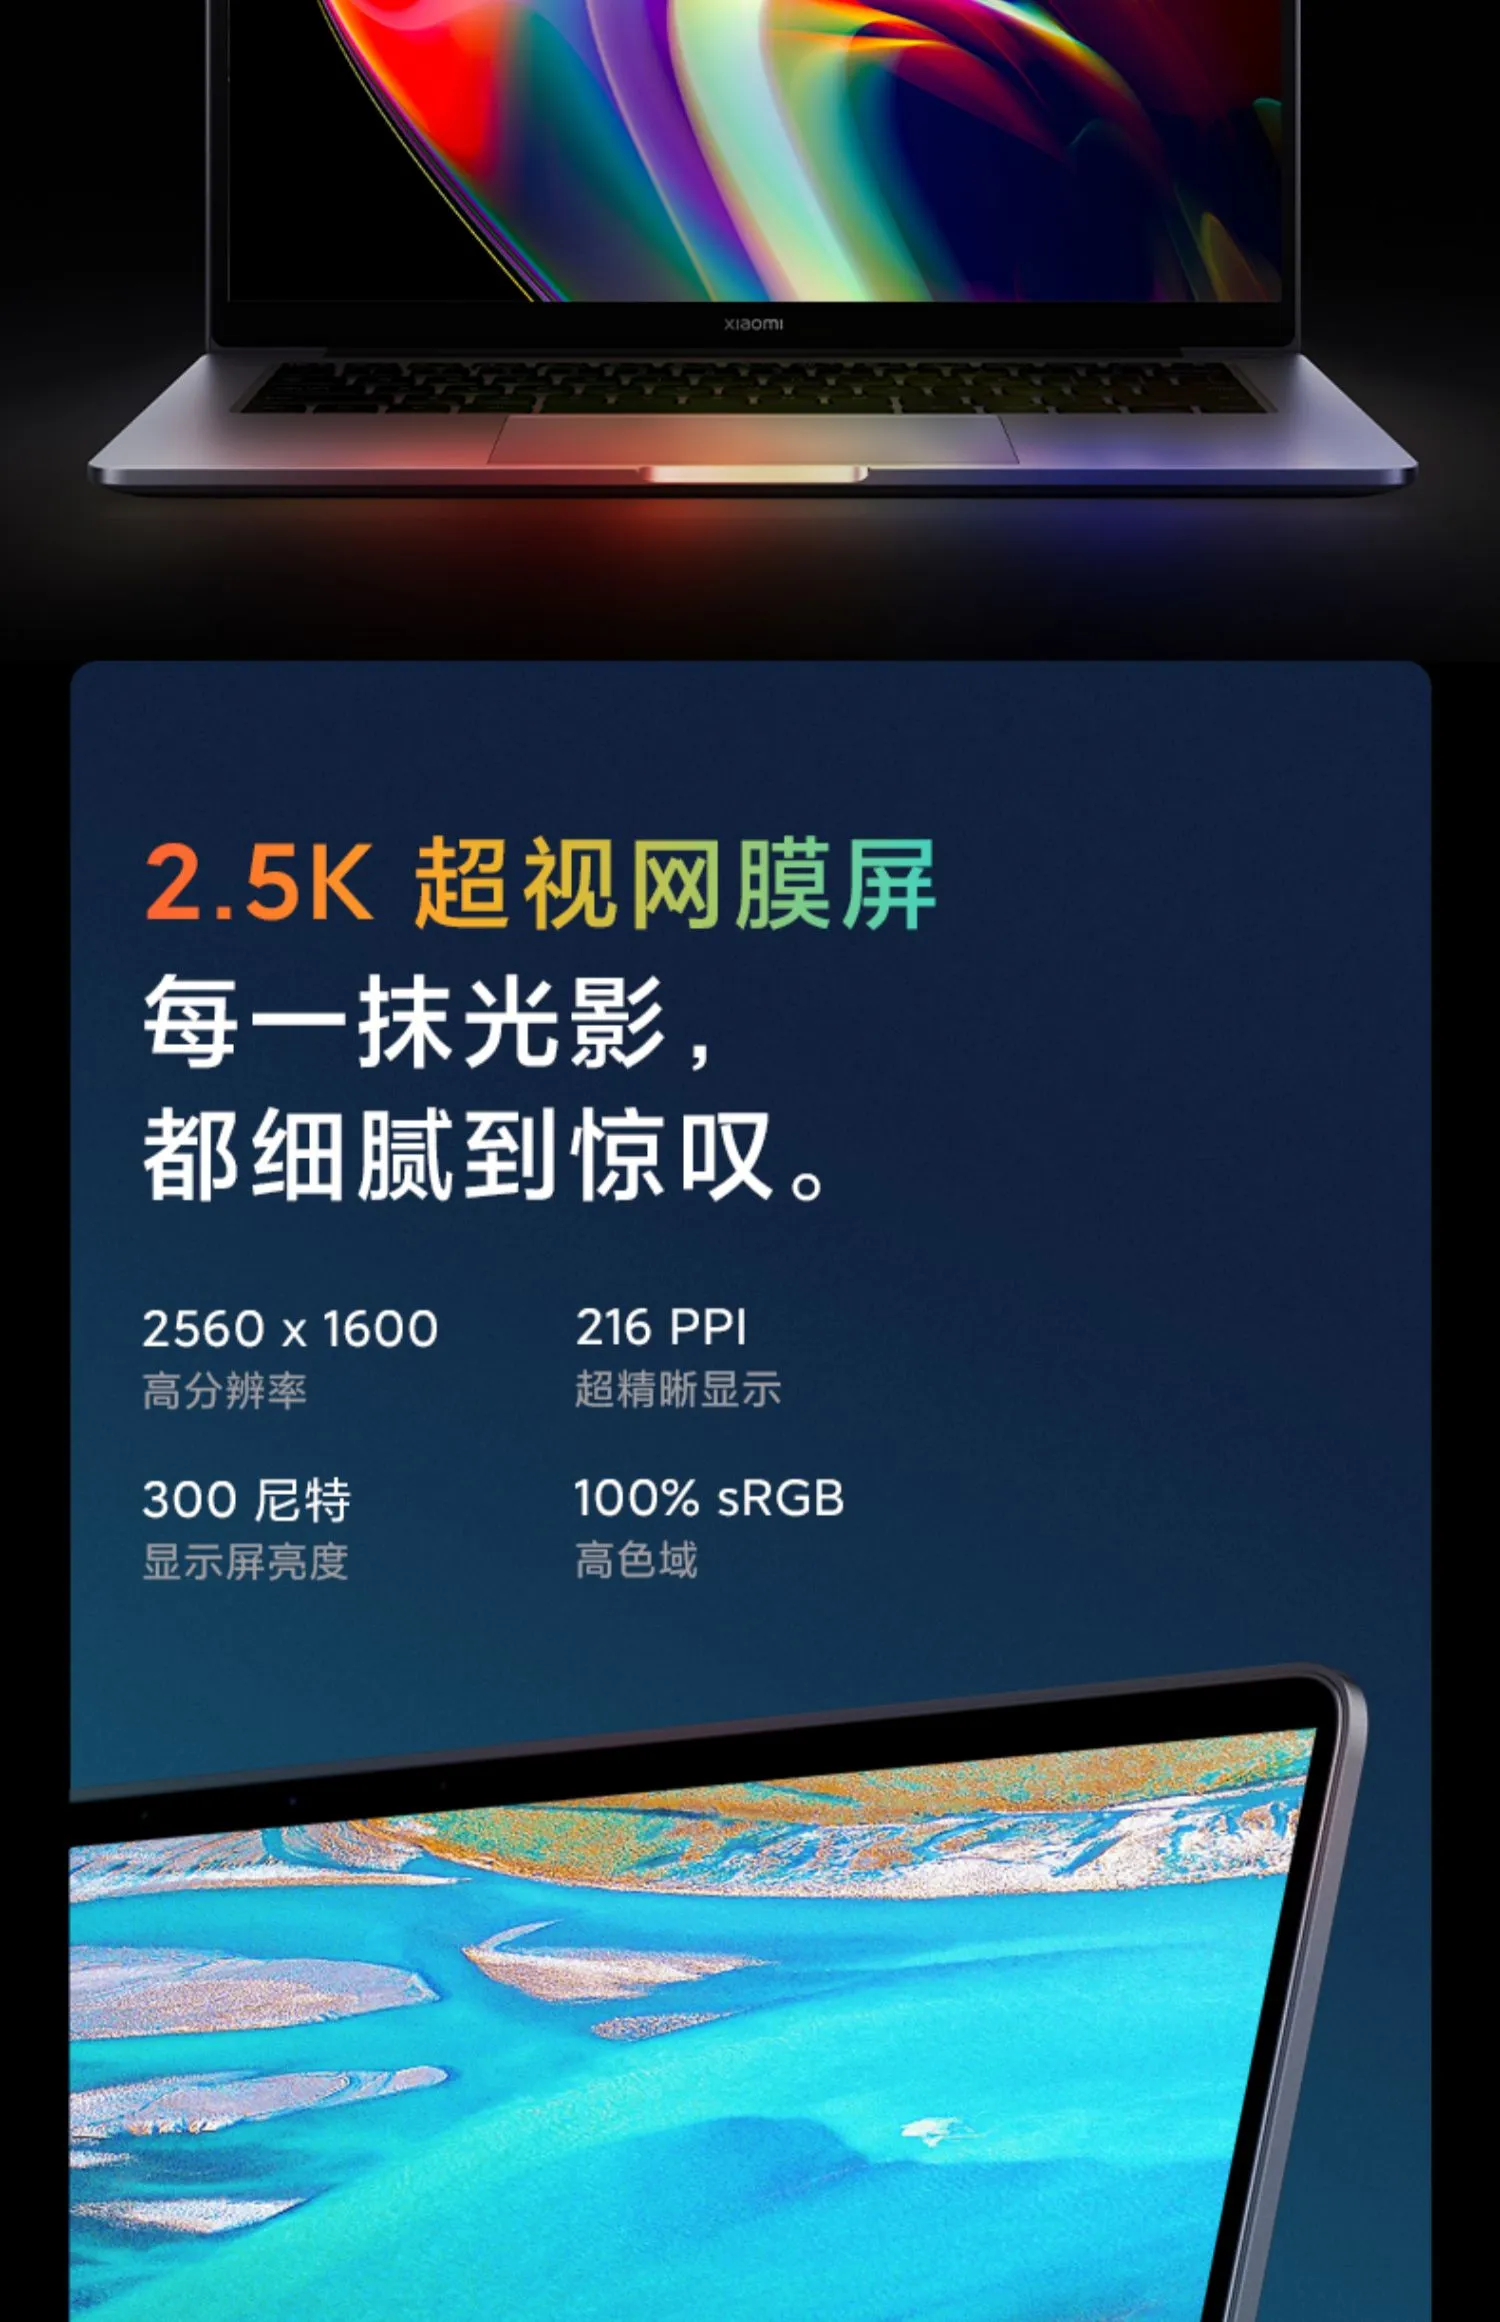 xiaomi
2.5K 超视网膜屏
每一抹光影，
都细腻到惊叹。
2560 x 1600
高分辨率
216 PPI
超精晰显示
300 尼特
显示屏亮度
100% sRGB
高色域